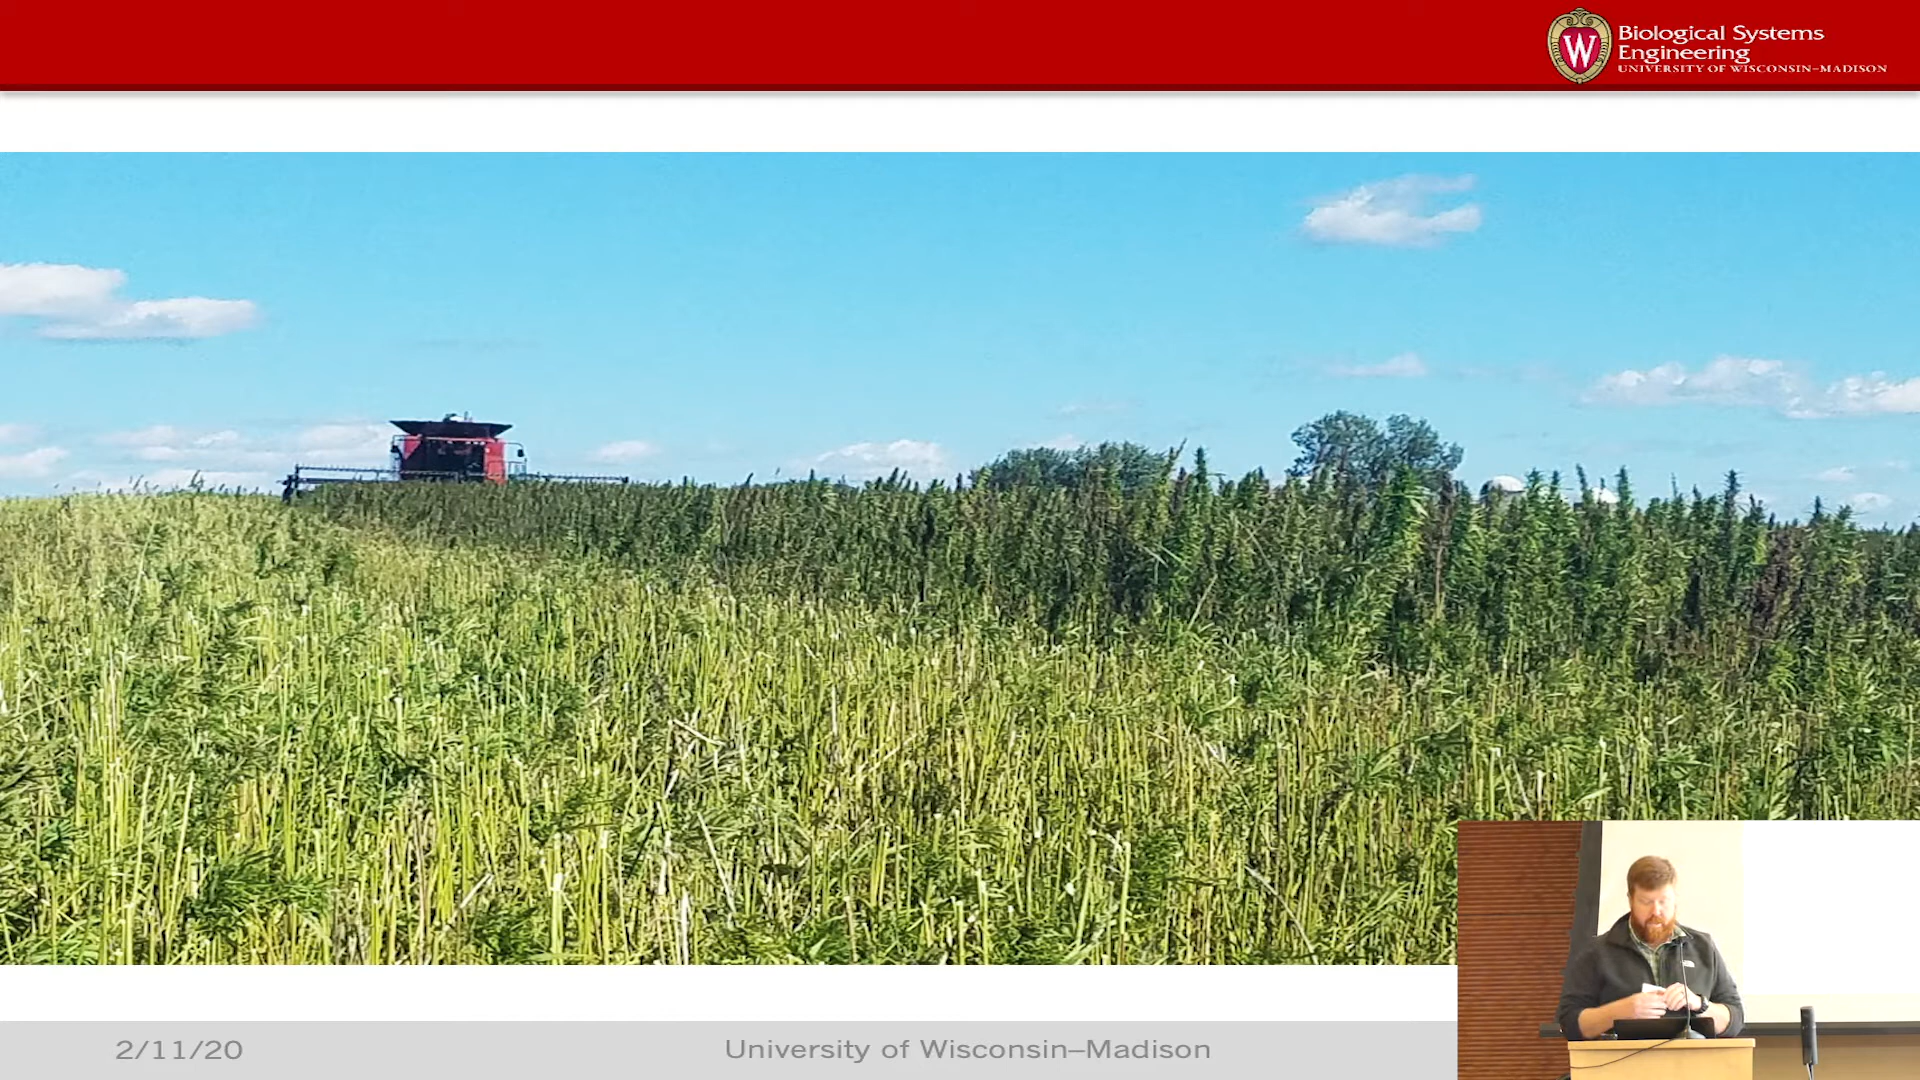 W
Biological Systems
Engineering
UNIVERSITY OF WISCONSIN–MADISON
2/11/20
University of Wisconsin–Madison